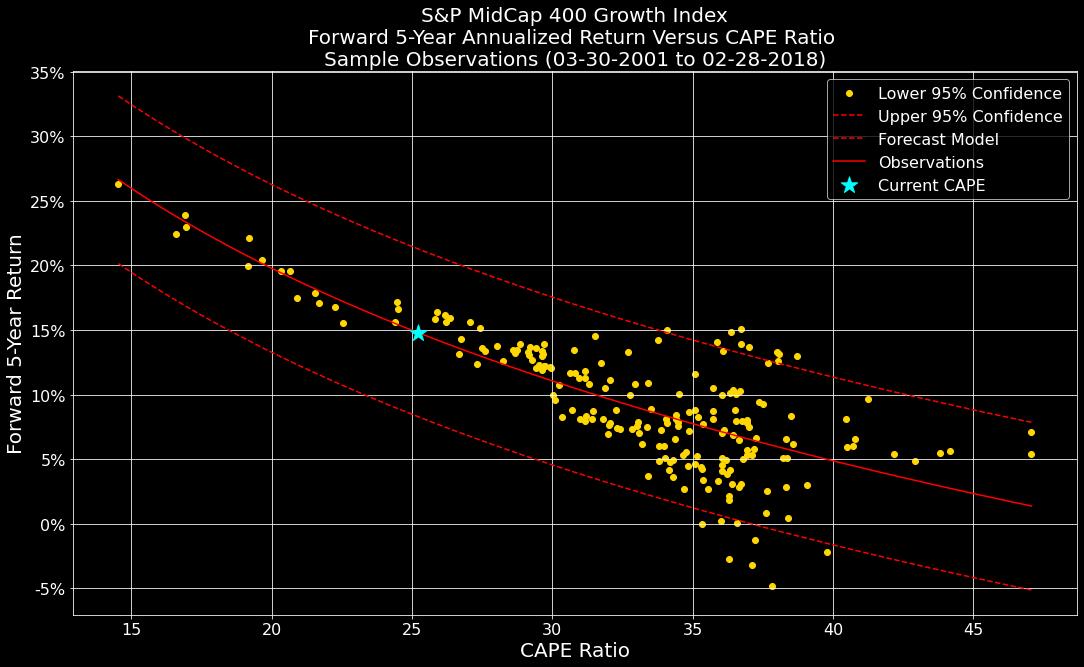 S&P MidCap 400 Growth Index
Forward 5-Year Annualized Return Versus CAPE Ratio
Sample Observations (03-30-2001 to 02-28-2018)
35%
30%
25%
20%
15%
10%
5%
0%
-5%
Forward 5-Year Return
Lower 95% Confidence
Upper 95% Confidence
Forecast Model
Observations
Current CAPE
15 20 25 30 35 40 45
CAPE Ratio